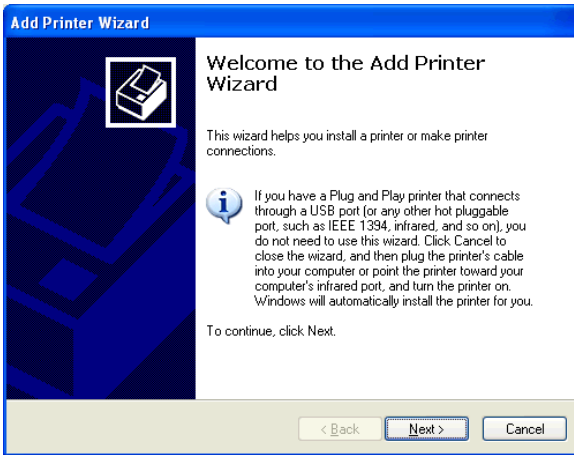 Add Printer Wizard
Welcome to the Add Printer
Wizard
This wizard helps you install a printer or make printer
connections.
If you have a Plug and Play printer that connects
through a USB port (or any other hot pluggable
port, such as IEEE 1394, infrared, and so on), you
do not need to use this wizard. Click Cancel to
close the wizard, and then plug the printer's cable
into your computer or point the printer toward your
computer's infrared port, and turn the printer on.
Windows will automatically install the printer for you.
To continue, click Next.
< Back Next > Cancel